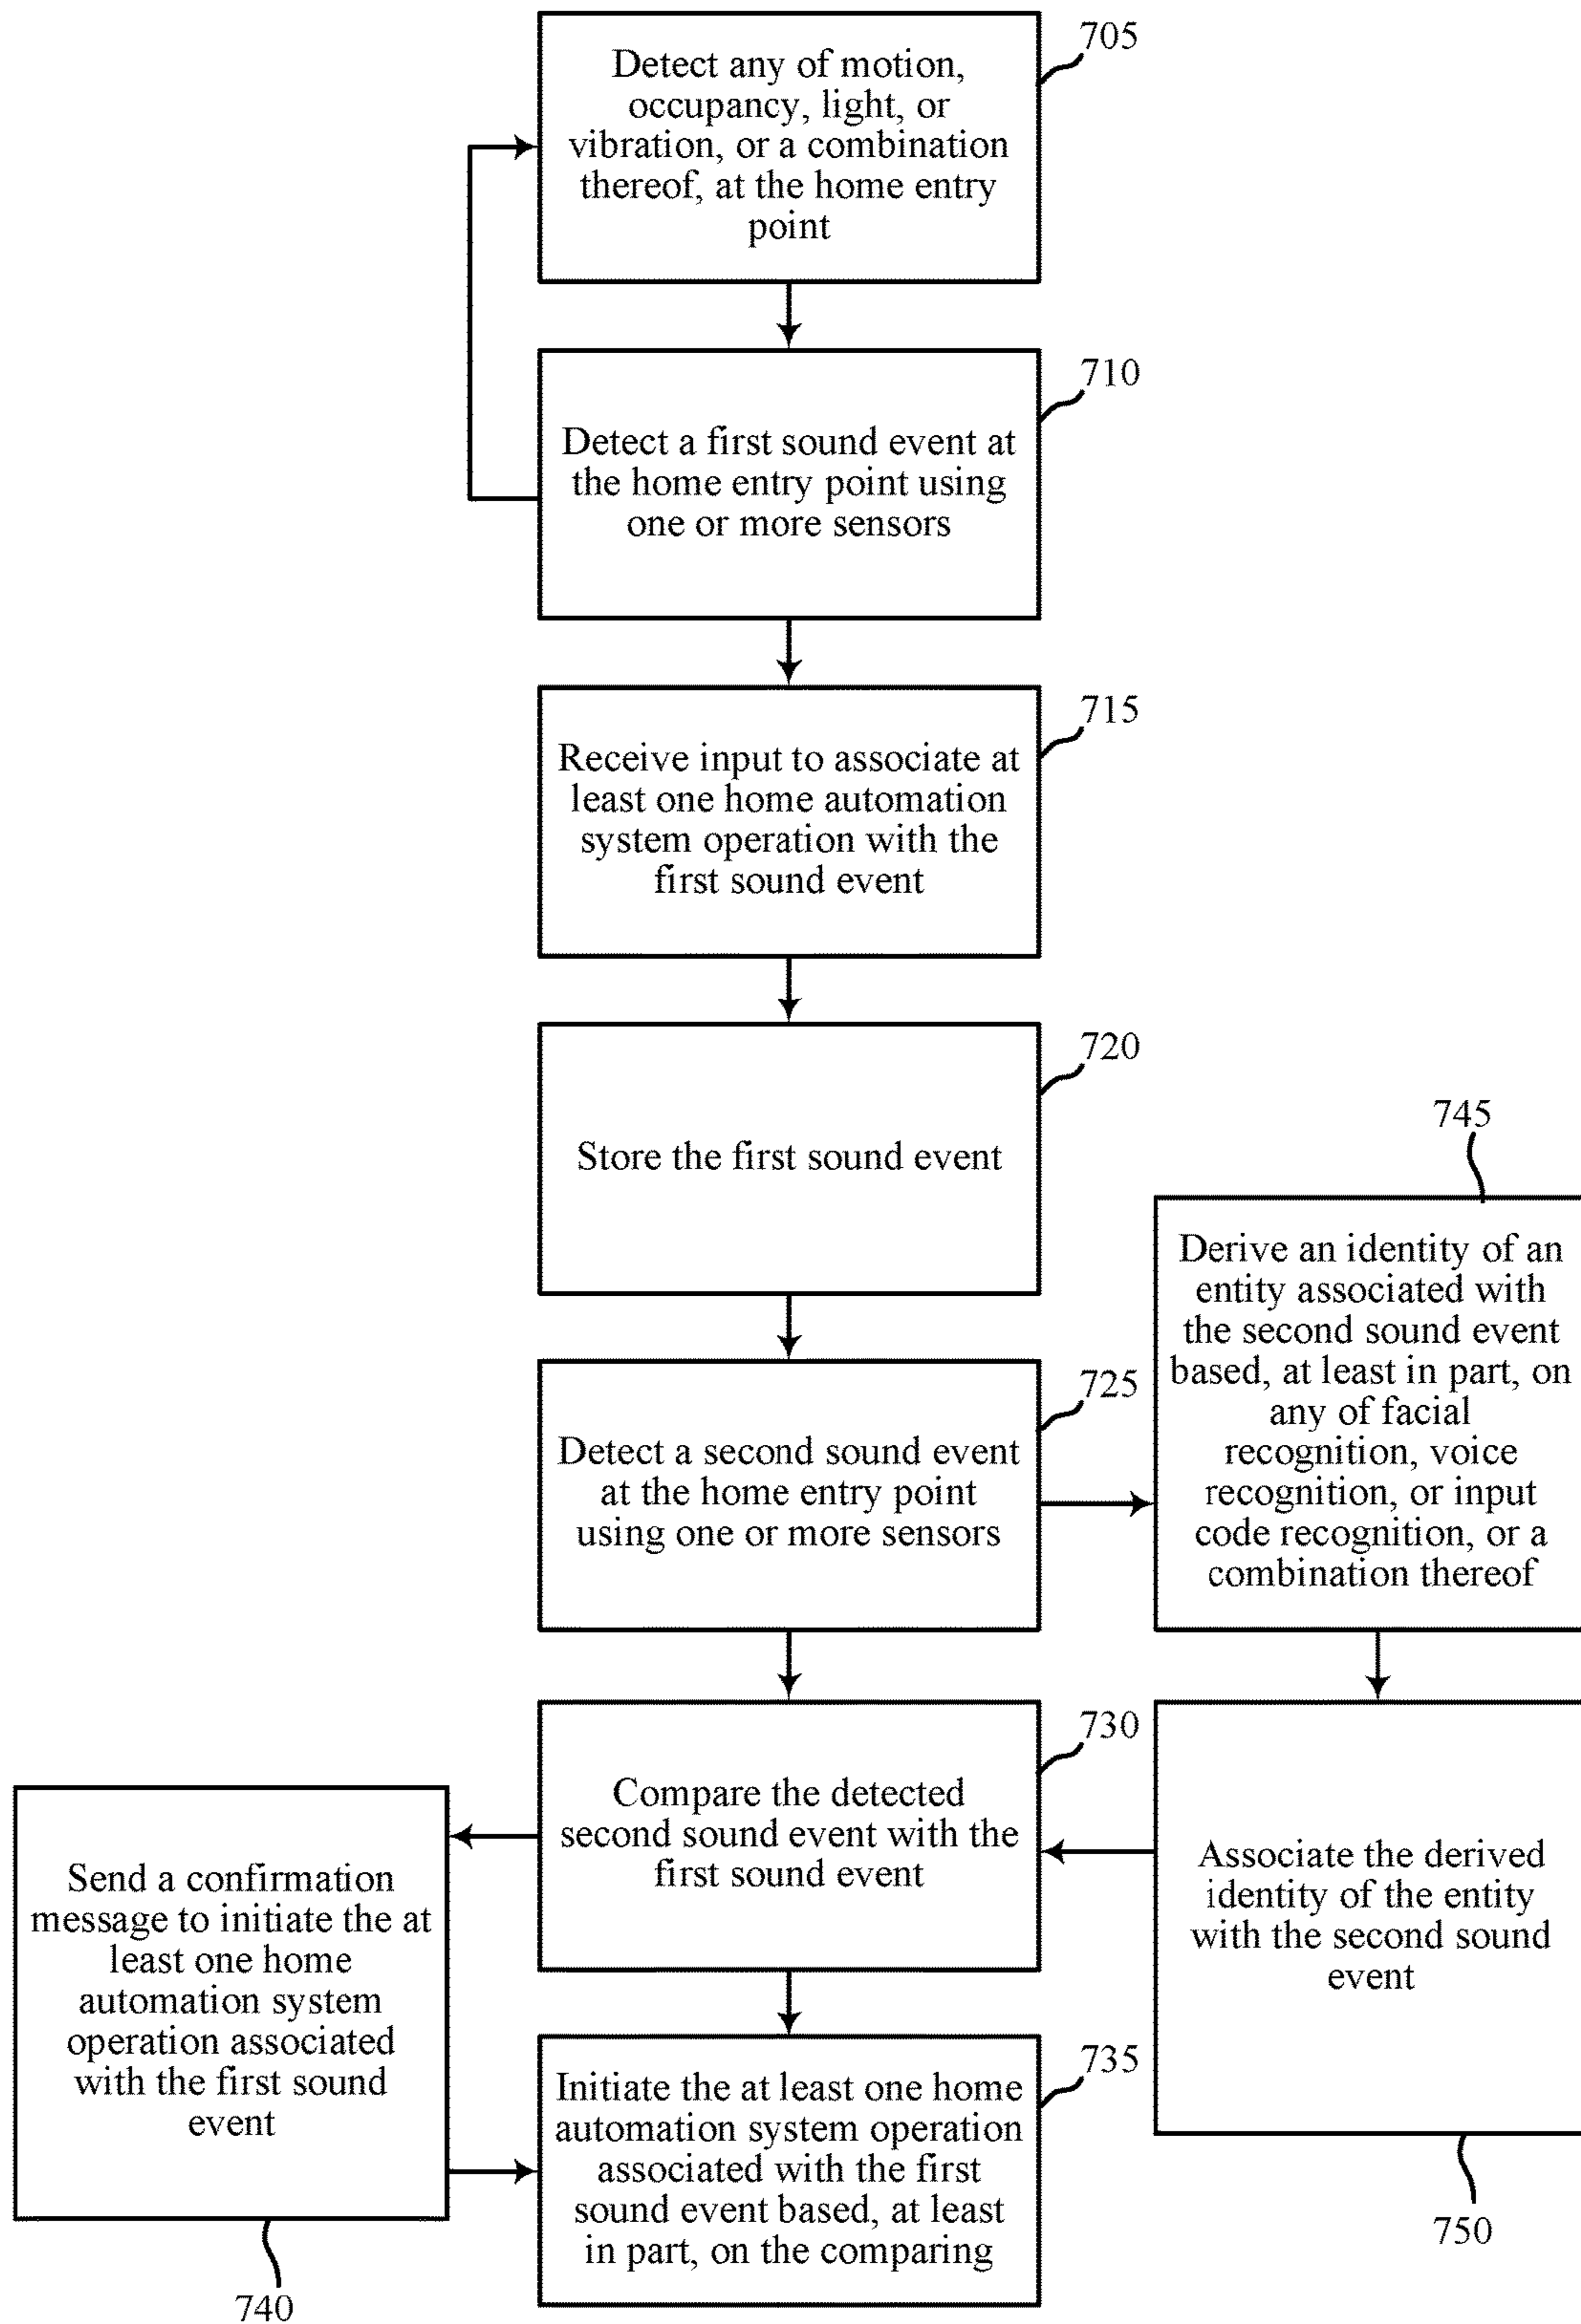 705
Detect any of motion,
occupancy, light, or
vibration, or a combination
thereof, at the home entry
point
710
Detect a first sound event at
the home entry point using
one or more sensors
715
Receive input to associate at
least one home automation
system operation with the
first sound event
720
Store the first sound event
725
Detect a second sound event
at the home entry point
using one or more sensors
745
Derive an identity of an
entity associated with
the second sound event
based, at least in part, on
any of facial
recognition, voice
recognition, or input
code recognition, or a
combination thereof
730
Compare the detected
second sound event with the
first sound event
Associate the derived
identity of the entity
with the second sound
event
750
Send a confirmation
message to initiate the at
least one home
automation system
operation associated
with the first sound
event
740
735
Initiate the at least one home
automation system operation
associated with the first
sound event based, at least
in part, on the comparing